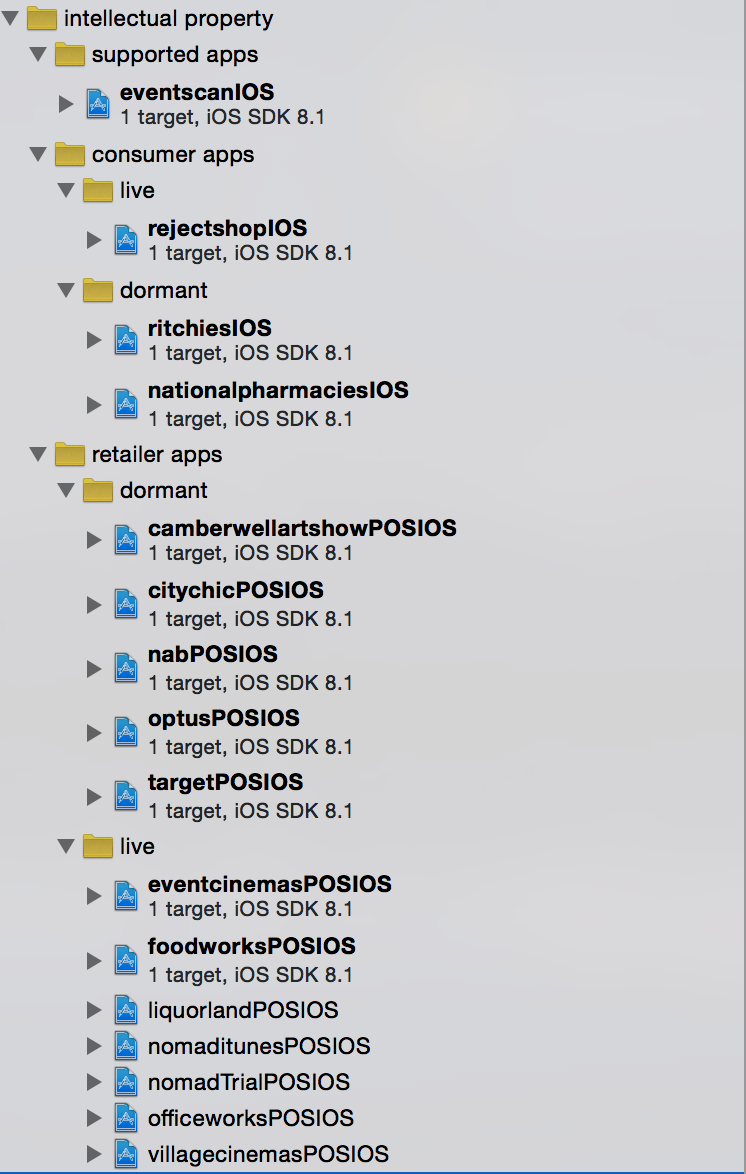 intellectual property
supported apps
eventscanIOS
1 target, iOS SDK 8.1
consumer apps
live
rejectshopIOS
1 target, iOS SDK 8.1
dormant
ritchiesIOS
1 target, iOS SDK 8.1
nationalpharmaciesIOS
1 target, iOS SDK 8.1
retailer apps
dormant
camberwellartshowPOSIOS
1 target, iOS SDK 8.1
citychicPOSIOS
1 target, iOS SDK 8.1
nabPOSIOS
1 target, iOS SDK 8.1
optusPOSIOS
1 target, iOS SDK 8.1
targetPOSIOS
1 target, iOS SDK 8.1
live
eventcinemasPOSIOS
1 target, iOS SDK 8.1
foodworksPOSIOS
1 target, iOS SDK 8.1
liquorlandPOSIOS
nomaditunesPOSIOS
nomadTrialPOSIOS
officeworksPOSIOS
villagecinemasPOSIOS